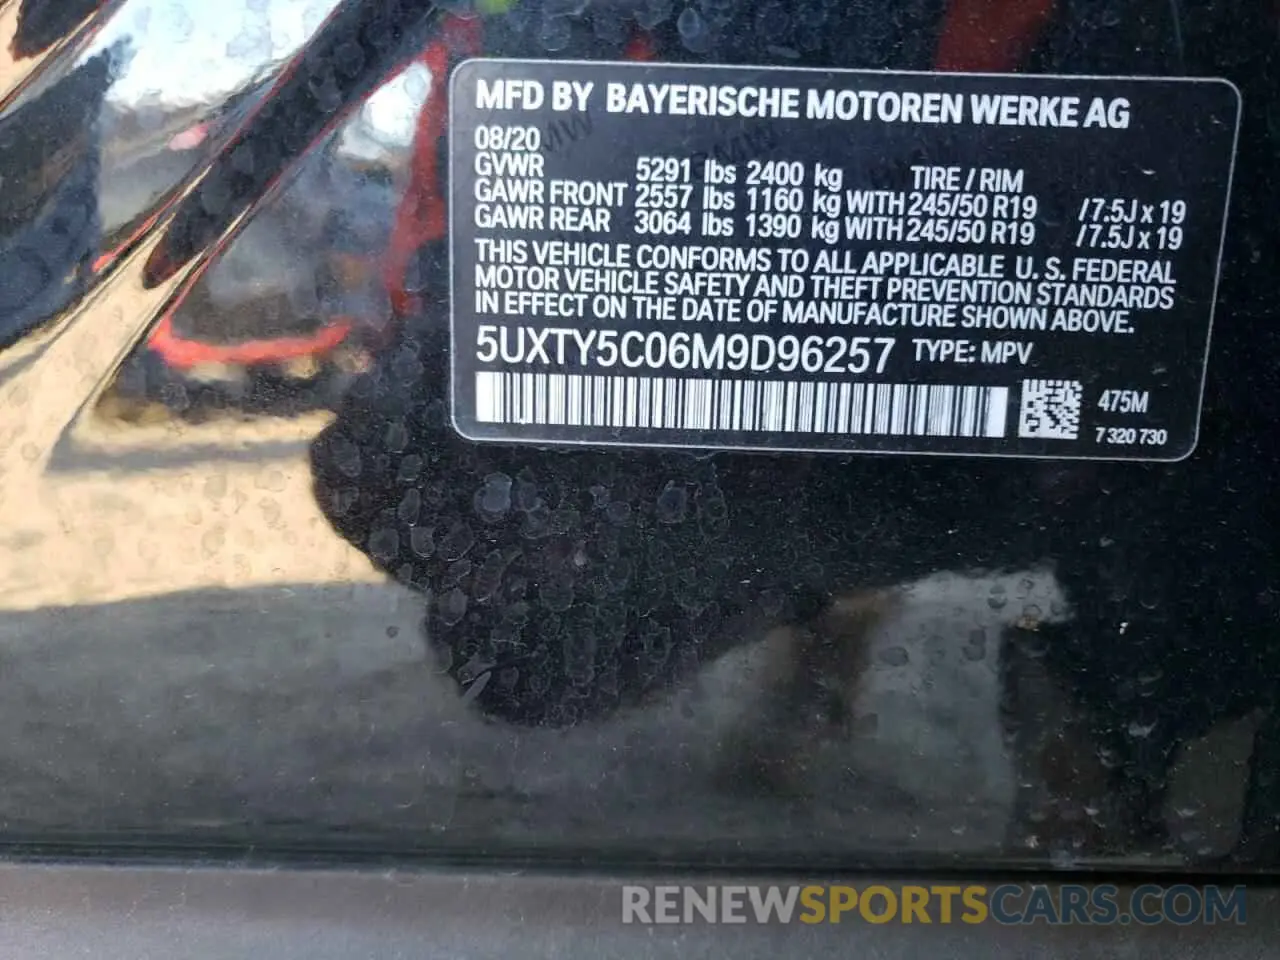 MFD BY BAYERISCHE MOTOREN WERKE AG
08/20
GVWR 5291 lbs 2400 kg TIRE / RIM
GAWR FRONT 2557 lbs 1160 kg WITH 245/50 R19 /7.5J x 19
GAWR REAR 3064 lbs 1390 kg WITH 245/50 R19 /7.5J x 19
THIS VEHICLE CONFORMS TO ALL APPLICABLE U. S. FEDERAL
MOTOR VEHICLE SAFETY AND THEFT PREVENTION STANDARDS
IN EFFECT ON THE DATE OF MANUFACTURE SHOWN ABOVE.
5UXTY5C06M9D96257 TYPE: MPV
475M
7 320 730
RENEWSPORTSCARS.COM